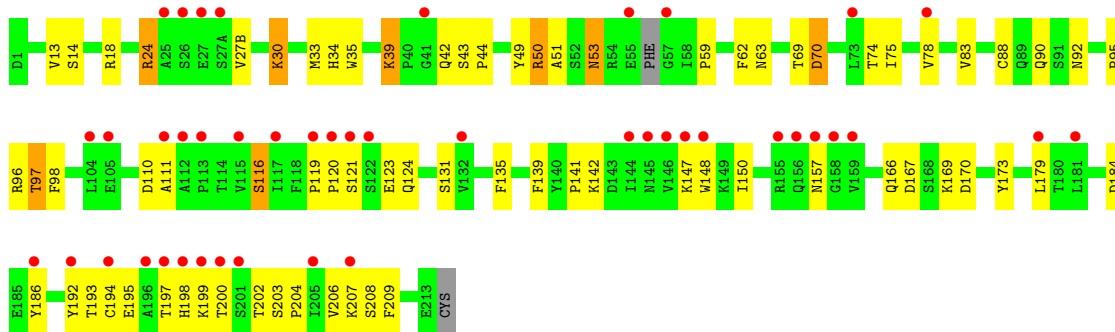 D1 V13 S14 R18 R24 A25 S26 E27 S27A V27B K30 M33 H34 W35 K39 P40 G41 Q42 S43 P44 Y49 R50 A51 S52 N53 R54 E55 PHE G57 I58 P59 F62 N63 T69 D70 L73 T74 I75 V78 V83 C88 Q89 Q90 S91 N92
R96 T97 F98 L104 E105 D110 A111 A112 P113 T114 V115 S116 I117 F118 P119 P120 S121 S122 E123 Q124 S131 V132 F135 F139 Y140 P141 K142 D143 I144 N145 V146 K147 W148 K149 I150 R155 Q156 N157 G158 V159 Q166 D167 S168 K169 D170 Y173 L179 T180 L181
E185 Y186 Y192 T193 C194 E195 A196 T197 H198 K199 T200 S201 T202 S203 P204 I205 V206 K207 S208 F209 E213 CYS